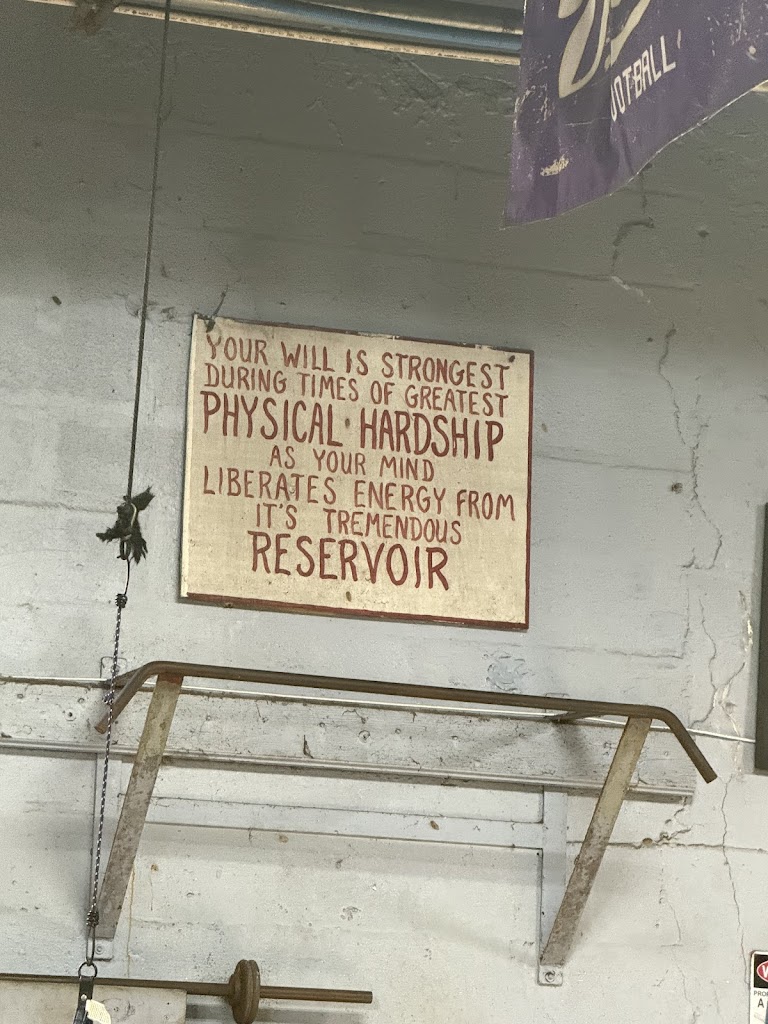 YOUR WILL IS STRONGEST
DURING TIMES OF GREATEST
PHYSICAL HARDSHIP
AS YOUR MIND
LIBERATES ENERGY FROM
IT'S TREMENDOUS
RESERVOIR